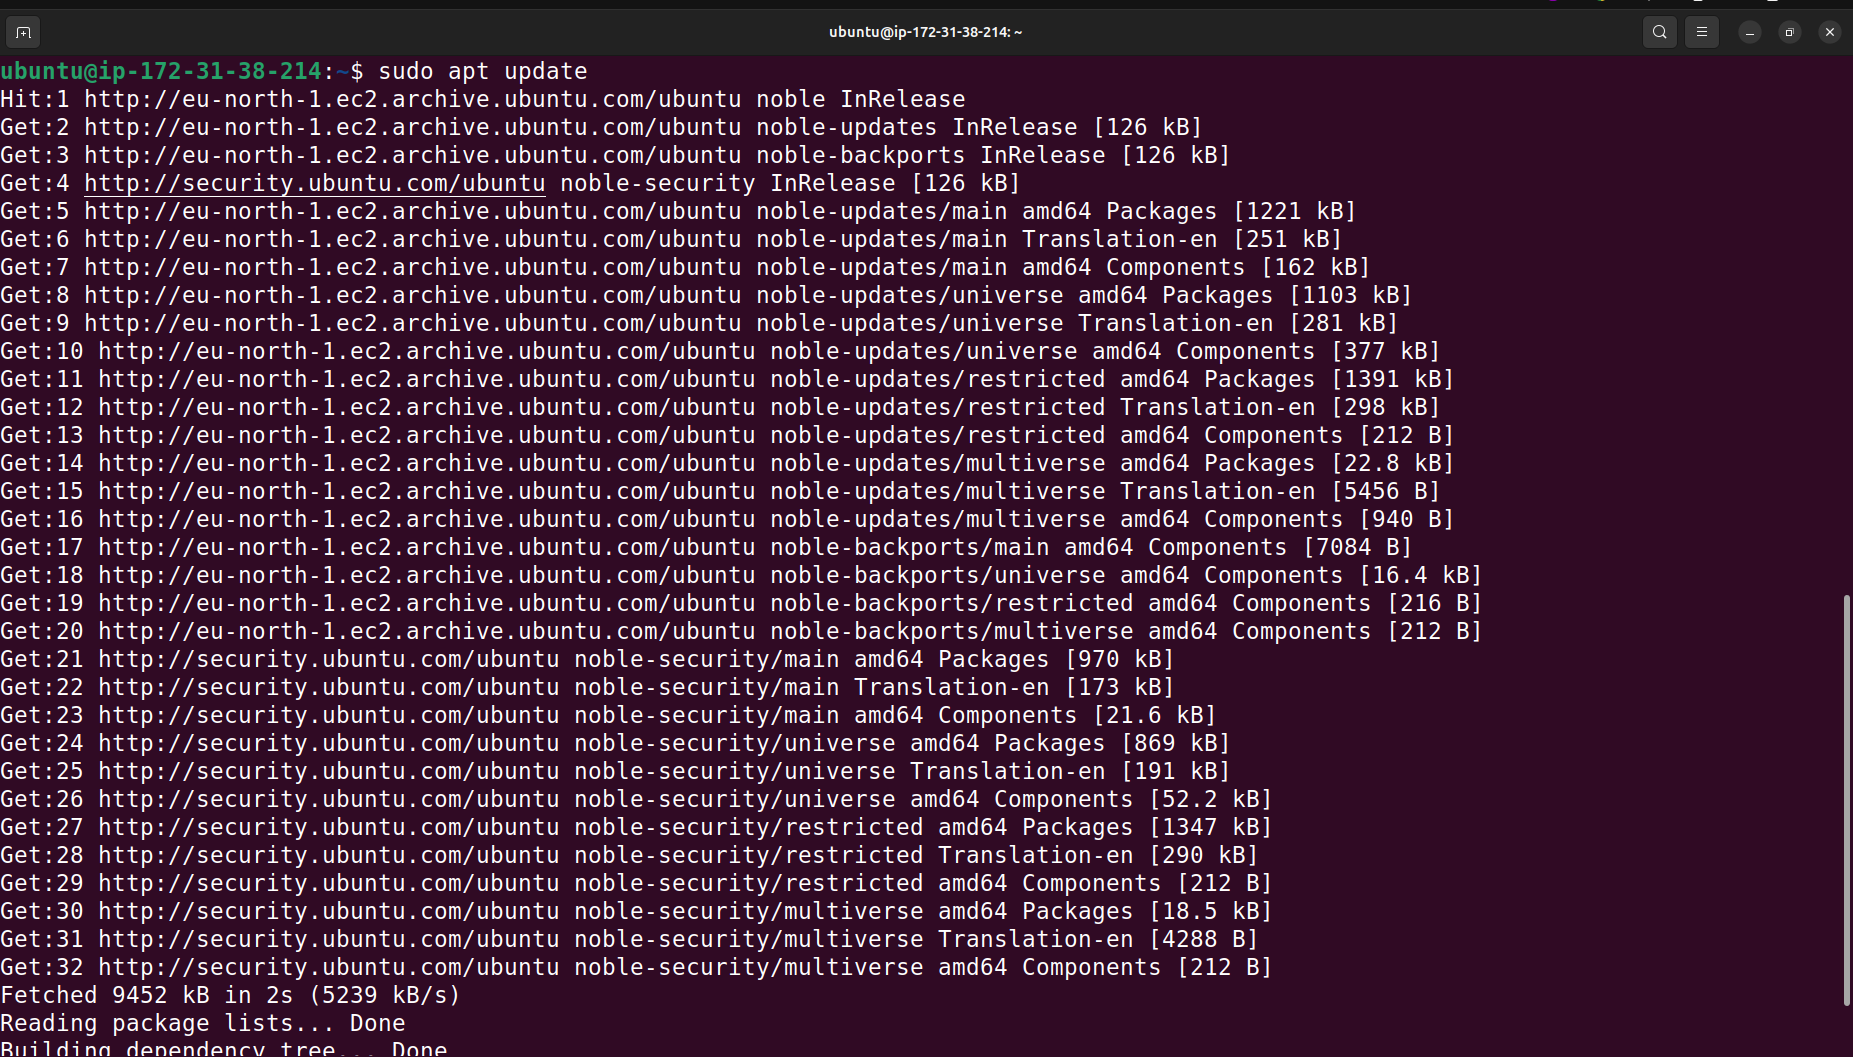 ubuntu@ip-172-31-38-214: ~
ubuntu@ip-172-31-38-214:~$ sudo apt update
Hit:1 http://eu-north-1.ec2.archive.ubuntu.com/ubuntu noble InRelease
Get:2 http://eu-north-1.ec2.archive.ubuntu.com/ubuntu noble-updates InRelease [126 kB]
Get:3 http://eu-north-1.ec2.archive.ubuntu.com/ubuntu noble-backports InRelease [126 kB]
Get:4 http://security.ubuntu.com/ubuntu noble-security InRelease [126 kB]
Get:5 http://eu-north-1.ec2.archive.ubuntu.com/ubuntu noble-updates/main amd64 Packages [1221 kB]
Get:6 http://eu-north-1.ec2.archive.ubuntu.com/ubuntu noble-updates/main Translation-en [251 kB]
Get:7 http://eu-north-1.ec2.archive.ubuntu.com/ubuntu noble-updates/main amd64 Components [162 kB]
Get:8 http://eu-north-1.ec2.archive.ubuntu.com/ubuntu noble-updates/universe amd64 Packages [1103 kB]
Get:9 http://eu-north-1.ec2.archive.ubuntu.com/ubuntu noble-updates/universe Translation-en [281 kB]
Get:10 http://eu-north-1.ec2.archive.ubuntu.com/ubuntu noble-updates/universe amd64 Components [377 kB]
Get:11 http://eu-north-1.ec2.archive.ubuntu.com/ubuntu noble-updates/restricted amd64 Packages [1391 kB]
Get:12 http://eu-north-1.ec2.archive.ubuntu.com/ubuntu noble-updates/restricted Translation-en [298 kB]
Get:13 http://eu-north-1.ec2.archive.ubuntu.com/ubuntu noble-updates/restricted amd64 Components [212 B]
Get:14 http://eu-north-1.ec2.archive.ubuntu.com/ubuntu noble-updates/multiverse amd64 Packages [22.8 kB]
Get:15 http://eu-north-1.ec2.archive.ubuntu.com/ubuntu noble-updates/multiverse Translation-en [5456 B]
Get:16 http://eu-north-1.ec2.archive.ubuntu.com/ubuntu noble-updates/multiverse amd64 Components [940 B]
Get:17 http://eu-north-1.ec2.archive.ubuntu.com/ubuntu noble-backports/main amd64 Components [7084 B]
Get:18 http://eu-north-1.ec2.archive.ubuntu.com/ubuntu noble-backports/universe amd64 Components [16.4 kB]
Get:19 http://eu-north-1.ec2.archive.ubuntu.com/ubuntu noble-backports/restricted amd64 Components [216 B]
Get:20 http://eu-north-1.ec2.archive.ubuntu.com/ubuntu noble-backports/multiverse amd64 Components [212 B]
Get:21 http://security.ubuntu.com/ubuntu noble-security/main amd64 Packages [970 kB]
Get:22 http://security.ubuntu.com/ubuntu noble-security/main Translation-en [173 kB]
Get:23 http://security.ubuntu.com/ubuntu noble-security/main amd64 Components [21.6 kB]
Get:24 http://security.ubuntu.com/ubuntu noble-security/universe amd64 Packages [869 kB]
Get:25 http://security.ubuntu.com/ubuntu noble-security/universe Translation-en [191 kB]
Get:26 http://security.ubuntu.com/ubuntu noble-security/universe amd64 Components [52.2 kB]
Get:27 http://security.ubuntu.com/ubuntu noble-security/restricted amd64 Packages [1347 kB]
Get:28 http://security.ubuntu.com/ubuntu noble-security/restricted Translation-en [290 kB]
Get:29 http://security.ubuntu.com/ubuntu noble-security/restricted amd64 Components [212 B]
Get:30 http://security.ubuntu.com/ubuntu noble-security/multiverse amd64 Packages [18.5 kB]
Get:31 http://security.ubuntu.com/ubuntu noble-security/multiverse Translation-en [4288 B]
Get:32 http://security.ubuntu.com/ubuntu noble-security/multiverse amd64 Components [212 B]
Fetched 9452 kB in 2s (5239 kB/s)
Reading package lists... Done
Building dependency tree... Done